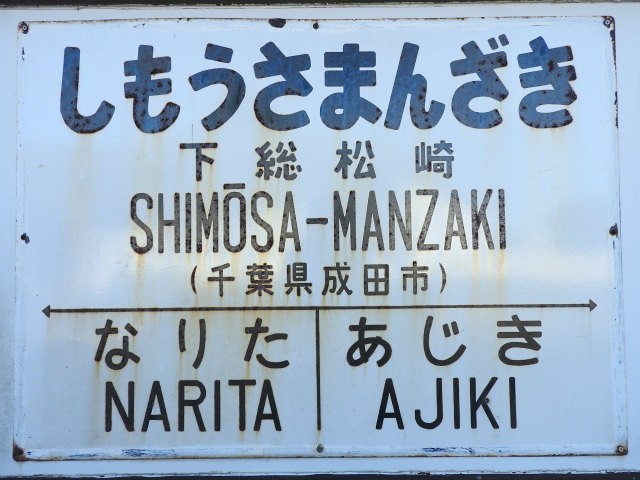 しもうさまんざき
下総松崎
SHIMŌSA-MANZAKI
(千葉県成田市)
なりた あじき
NARITA AJIKI